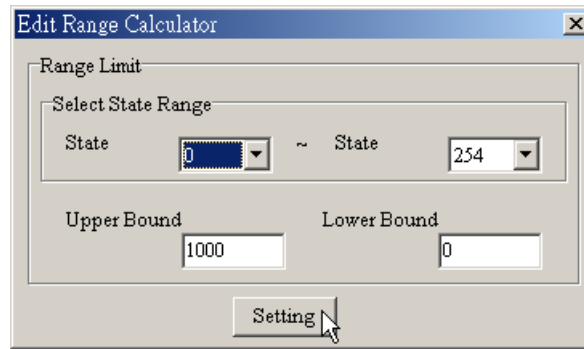 Edit Range Calculator
Range Limit
Select State Range
State 0 ~ State 254
Upper Bound Lower Bound
1000 0
Setting